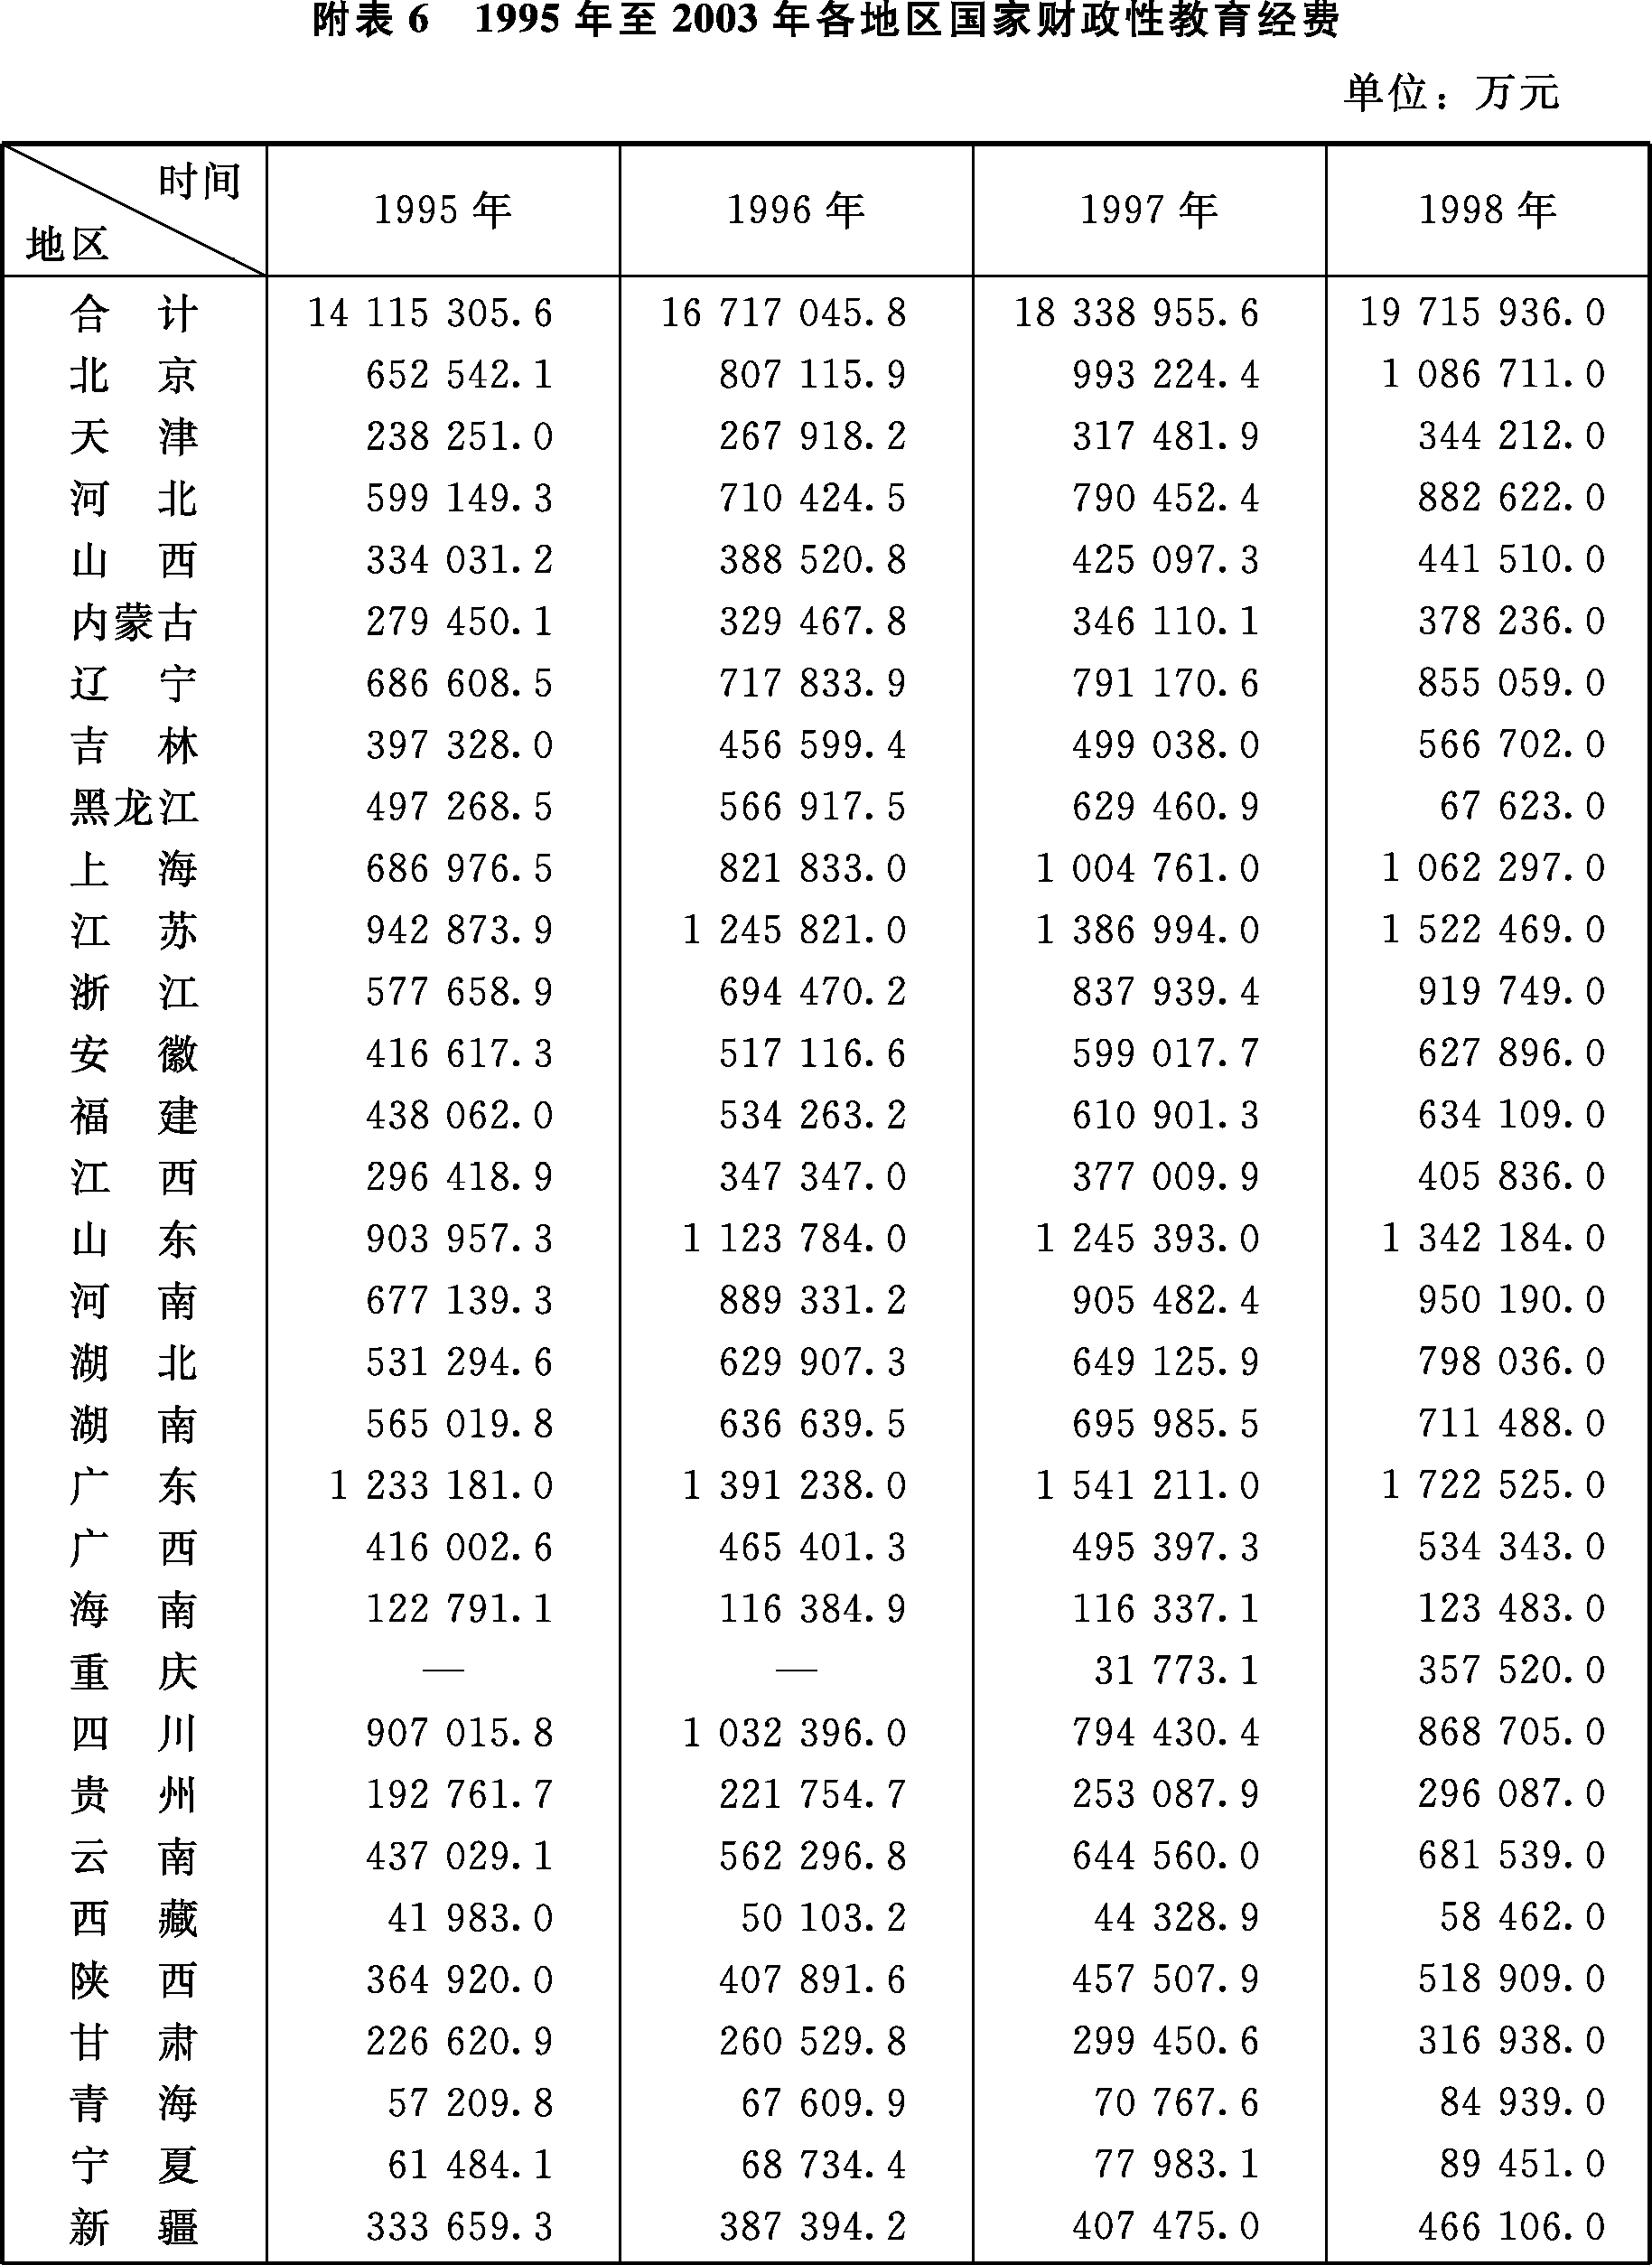 附表 6　1995 年至 2003 年各地区国家财政性教育经费
单位：万元
时间
地区 1995 年 1996 年 1997 年 1998 年
合　计 14 115 305.6 16 717 045.8 18 338 955.6 19 715 936.0
北　京 652 542.1 807 115.9 993 224.4 1 086 711.0
天　津 238 251.0 267 918.2 317 481.9 344 212.0
河　北 599 149.3 710 424.5 790 452.4 882 622.0
山　西 334 031.2 388 520.8 425 097.3 441 510.0
内蒙古 279 450.1 329 467.8 346 110.1 378 236.0
辽　宁 686 608.5 717 833.9 791 170.6 855 059.0
吉　林 397 328.0 456 599.4 499 038.0 566 702.0
黑龙江 497 268.5 566 917.5 629 460.9 67 623.0
上　海 686 976.5 821 833.0 1 004 761.0 1 062 297.0
江　苏 942 873.9 1 245 821.0 1 386 994.0 1 522 469.0
浙　江 577 658.9 694 470.2 837 939.4 919 749.0
安　徽 416 617.3 517 116.6 599 017.7 627 896.0
福　建 438 062.0 534 263.2 610 901.3 634 109.0
江　西 296 418.9 347 347.0 377 009.9 405 836.0
山　东 903 957.3 1 123 784.0 1 245 393.0 1 342 184.0
河　南 677 139.3 889 331.2 905 482.4 950 190.0
湖　北 531 294.6 629 907.3 649 125.9 798 036.0
湖　南 565 019.8 636 639.5 695 985.5 711 488.0
广　东 1 233 181.0 1 391 238.0 1 541 211.0 1 722 525.0
广　西 416 002.6 465 401.3 495 397.3 534 343.0
海　南 122 791.1 116 384.9 116 337.1 123 483.0
重　庆 — — 31 773.1 357 520.0
四　川 907 015.8 1 032 396.0 794 430.4 868 705.0
贵　州 192 761.7 221 754.7 253 087.9 296 087.0
云　南 437 029.1 562 296.8 644 560.0 681 539.0
西　藏 41 983.0 50 103.2 44 328.9 58 462.0
陕　西 364 920.0 407 891.6 457 507.9 518 909.0
甘　肃 226 620.9 260 529.8 299 450.6 316 938.0
青　海 57 209.8 67 609.9 70 767.6 84 939.0
宁　夏 61 484.1 68 734.4 77 983.1 89 451.0
新　疆 333 659.3 387 394.2 407 475.0 466 106.0